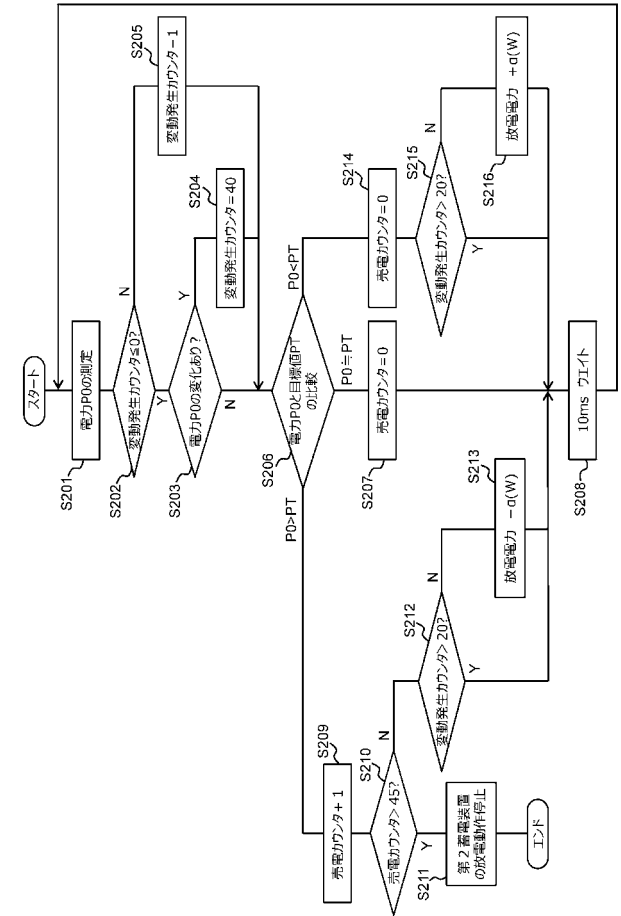 スタート
S201
電力P0の測定
S202
変動発生カウンタ≦0?
N
S205
変動発生カウンタ−1
Y
S203
電力P0の変化あり?
Y
S204
変動発生カウンタ=40
N
S206
電力P0と目標値PT
の比較
P0>PT
P0≒PT
P0<PT
S209
売電カウンタ+1
S207
売電カウンタ=0
S214
売電カウンタ=0
S210
売電カウンタ>45?
N
Y
S212
変動発生カウンタ>20?
N
Y
S215
変動発生カウンタ>20?
N
Y
S211
第2蓄電装置
の放電動作停止
S213
放電電力 −α(W)
S216
放電電力 +α(W)
エンド
S208
10ms ウエイト